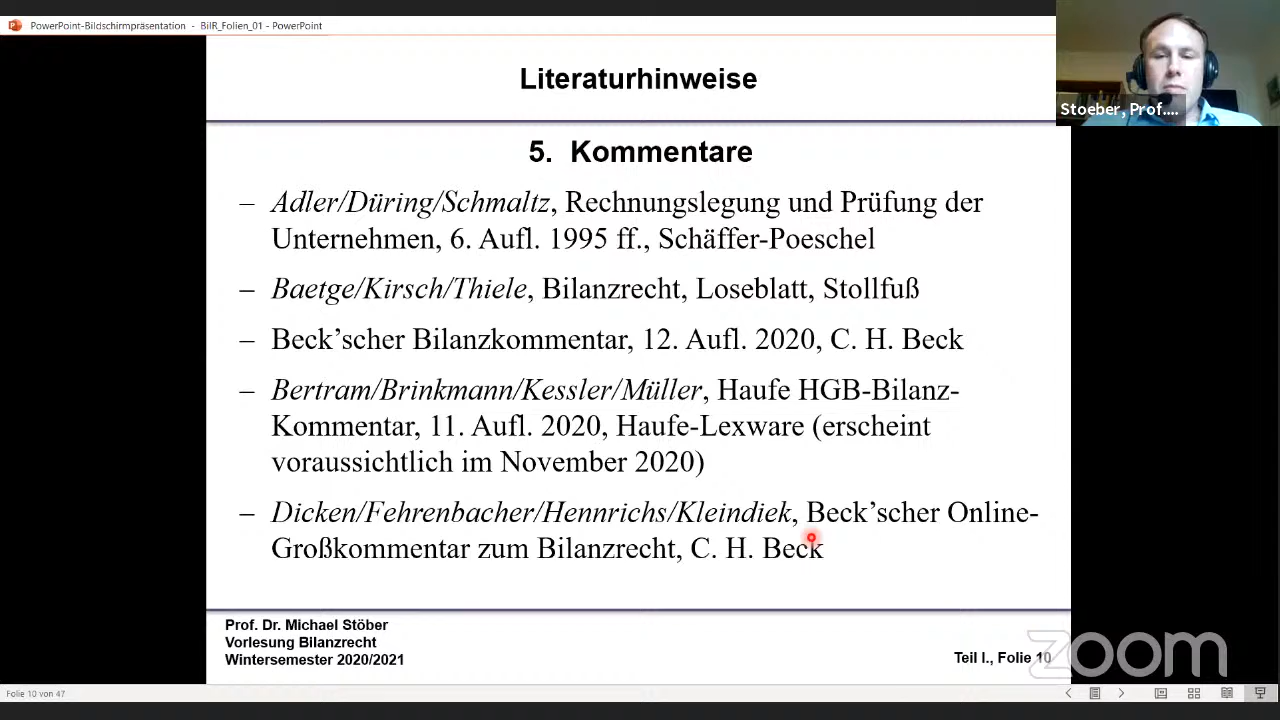 PowerPoint-Bildschirmpräsentation - BilR_Folien_01 - PowerPoint
Stoeber, Prof....
Literaturhinweise
5. Kommentare
– Adler/Düring/Schmaltz, Rechnungslegung und Prüfung der
Unternehmen, 6. Aufl. 1995 ff., Schäffer-Poeschel
– Baetge/Kirsch/Thiele, Bilanzrecht, Loseblatt, Stollfuß
– Beck’scher Bilanzkommentar, 12. Aufl. 2020, C. H. Beck
– Bertram/Brinkmann/Kessler/Müller, Haufe HGB-Bilanz-
Kommentar, 11. Aufl. 2020, Haufe-Lexware (erscheint
voraussichtlich im November 2020)
– Dicken/Fehrenbacher/Hennrichs/Kleindiek, Beck’scher Online-
Großkommentar zum Bilanzrecht, C. H. Beck
Prof. Dr. Michael Stöber
Vorlesung Bilanzrecht
Wintersemester 2020/2021
Teil I., Folie 10
zoom
Folie 10 von 47